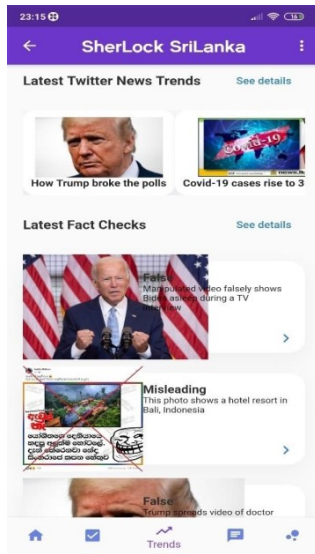 23:15
16
SherLock SriLanka
Latest Twitter News Trends See details
Covid-19
How Trump broke the polls Covid-19 cases rise to 3
Latest Fact Checks See details
False
Manipulated video falsely shows
Biden asleep during a TV
interview.
Misleading
This photo shows a hotel resort in
Bali, Indonesia
False
Trump spreads video of doctor
Trends